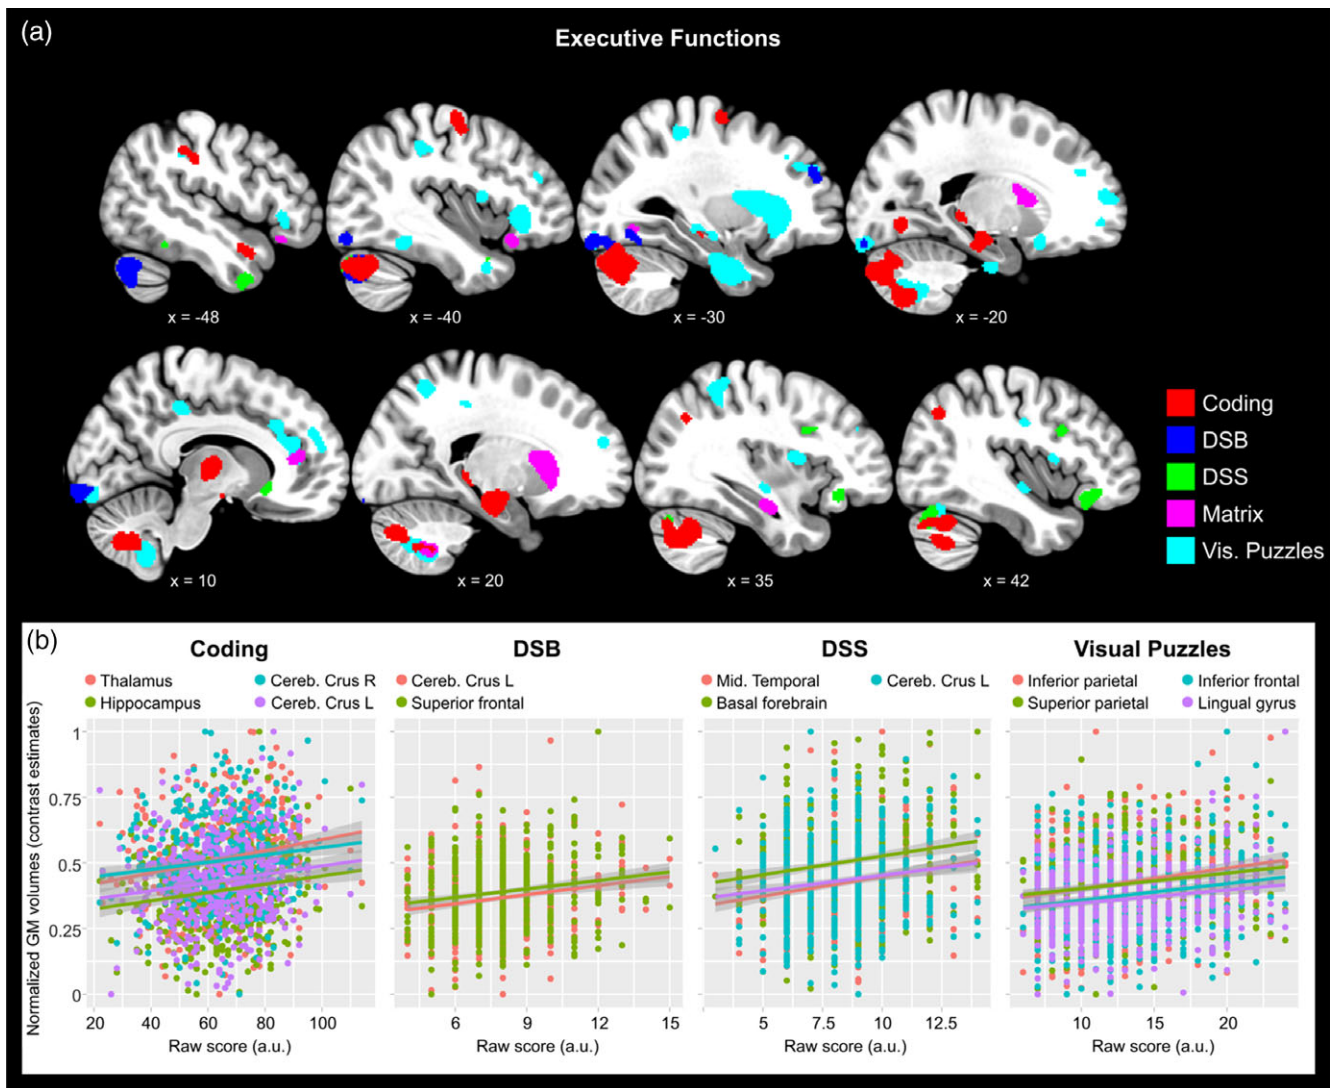 (a)
Executive Functions
x = -48
x = -40
x = -30
x = -20
x = 10
x = 20
x = 35
x = 42
Coding
DSB
DSS
Matrix
Vis. Puzzles
(b)
Coding
Thalamus
Cereb. Crus R
Hippocampus
Cereb. Crus L
DSB
Cereb. Crus L
Superior frontal
DSS
Mid. Temporal
Cereb. Crus L
Basal forebrain
Visual Puzzles
Inferior parietal
Inferior frontal
Superior parietal
Lingual gyrus
Normalized GM volumes (contrast estimates)
1
0.75
0.5
0.25
0
20 40 60 80 100
Raw score (a.u.)
6 9 12 15
Raw score (a.u.)
5 7.5 10 12.5
Raw score (a.u.)
10 15 20
Raw score (a.u.)